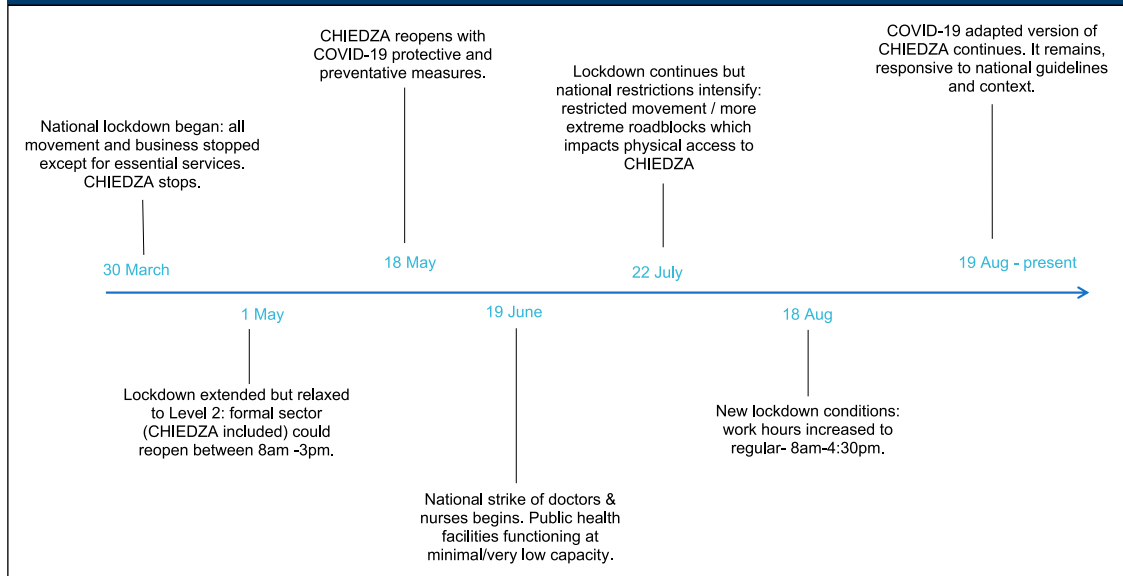 National lockdown began: all
movement and business stopped
except for essential services.
CHIEDZA stops.
30 March
Lockdown extended but relaxed
to Level 2: formal sector
(CHIEDZA included) could
reopen between 8am -3pm.
1 May
CHIEDZA reopens with
COVID-19 protective and
preventative measures.
18 May
National strike of doctors &
nurses begins. Public health
facilities functioning at
minimal/very low capacity.
19 June
Lockdown continues but
national restrictions intensify:
restricted movement / more
extreme roadblocks which
impacts physical access to
CHIEDZA
22 July
New lockdown conditions:
work hours increased to
regular- 8am-4:30pm.
18 Aug
COVID-19 adapted version of
CHIEDZA continues. It remains,
responsive to national guidelines
and context.
19 Aug - present